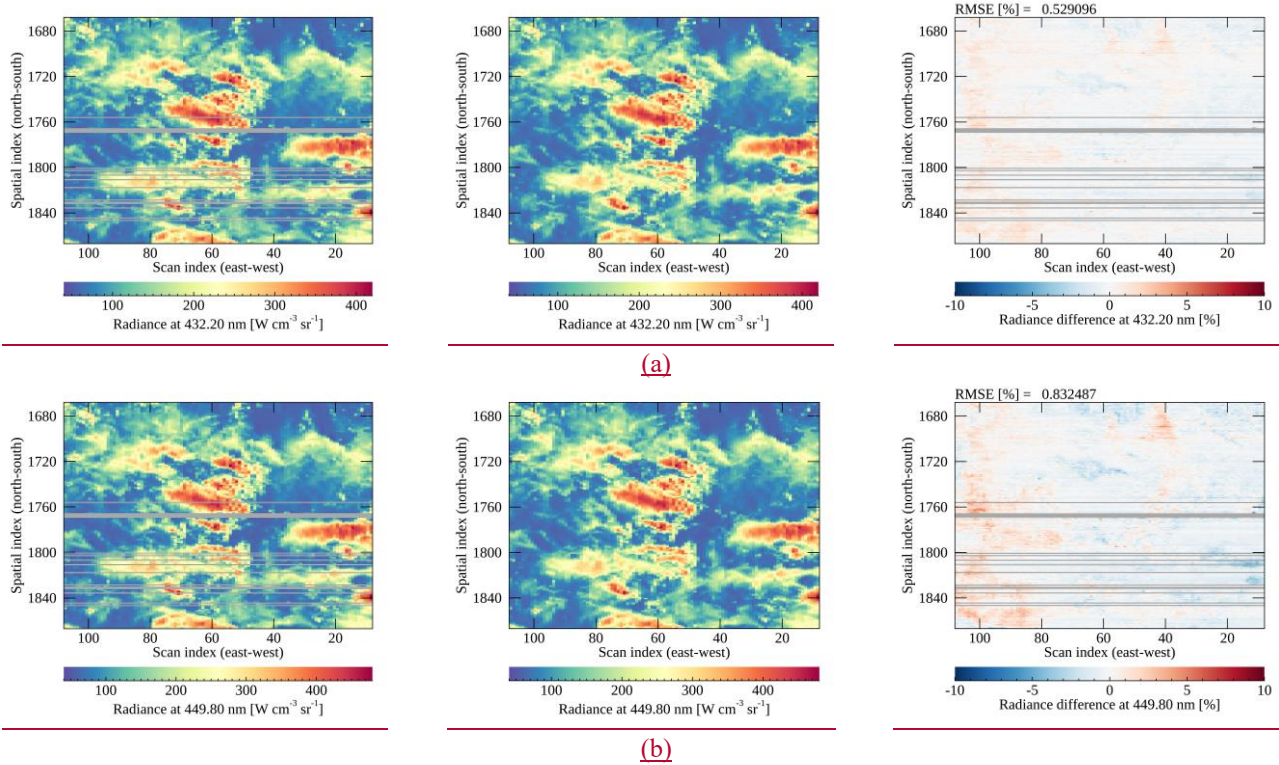 RMSE [%] = 0.529096
Spatial index (north-south)
1680
1720
1760
1800
1840
100 80 60 40 20
Scan index (east-west)
100 200 300 400
Radiance at 432.20 nm [W cm-3 sr-1]
Spatial index (north-south)
1680
1720
1760
1800
1840
100 80 60 40 20
Scan index (east-west)
100 200 300 400
Radiance at 432.20 nm [W cm-3 sr-1]
Spatial index (north-south)
1680
1720
1760
1800
1840
100 80 60 40 20
Scan index (east-west)
-10 -5 0 5 10
Radiance difference at 432.20 nm [%]
(a)
RMSE [%] = 0.832487
Spatial index (north-south)
1680
1720
1760
1800
1840
100 80 60 40 20
Scan index (east-west)
100 200 300 400
Radiance at 449.80 nm [W cm-3 sr-1]
Spatial index (north-south)
1680
1720
1760
1800
1840
100 80 60 40 20
Scan index (east-west)
100 200 300 400
Radiance at 449.80 nm [W cm-3 sr-1]
Spatial index (north-south)
1680
1720
1760
1800
1840
100 80 60 40 20
Scan index (east-west)
-10 -5 0 5 10
Radiance difference at 449.80 nm [%]
(b)